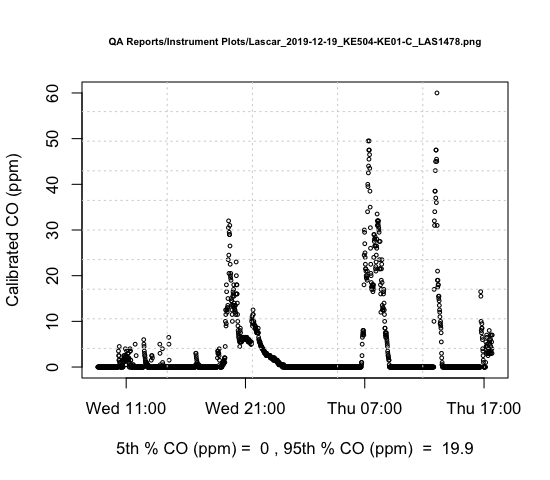 QA Reports/Instrument Plots/Lascar_2019-12-19_KE504-KE01-C_LAS1478.png
Calibrated CO (ppm)
60
50
40
30
20
10
0
Wed 11:00 Wed 21:00 Thu 07:00 Thu 17:00
5th % CO (ppm) = 0 , 95th % CO (ppm) = 19.9